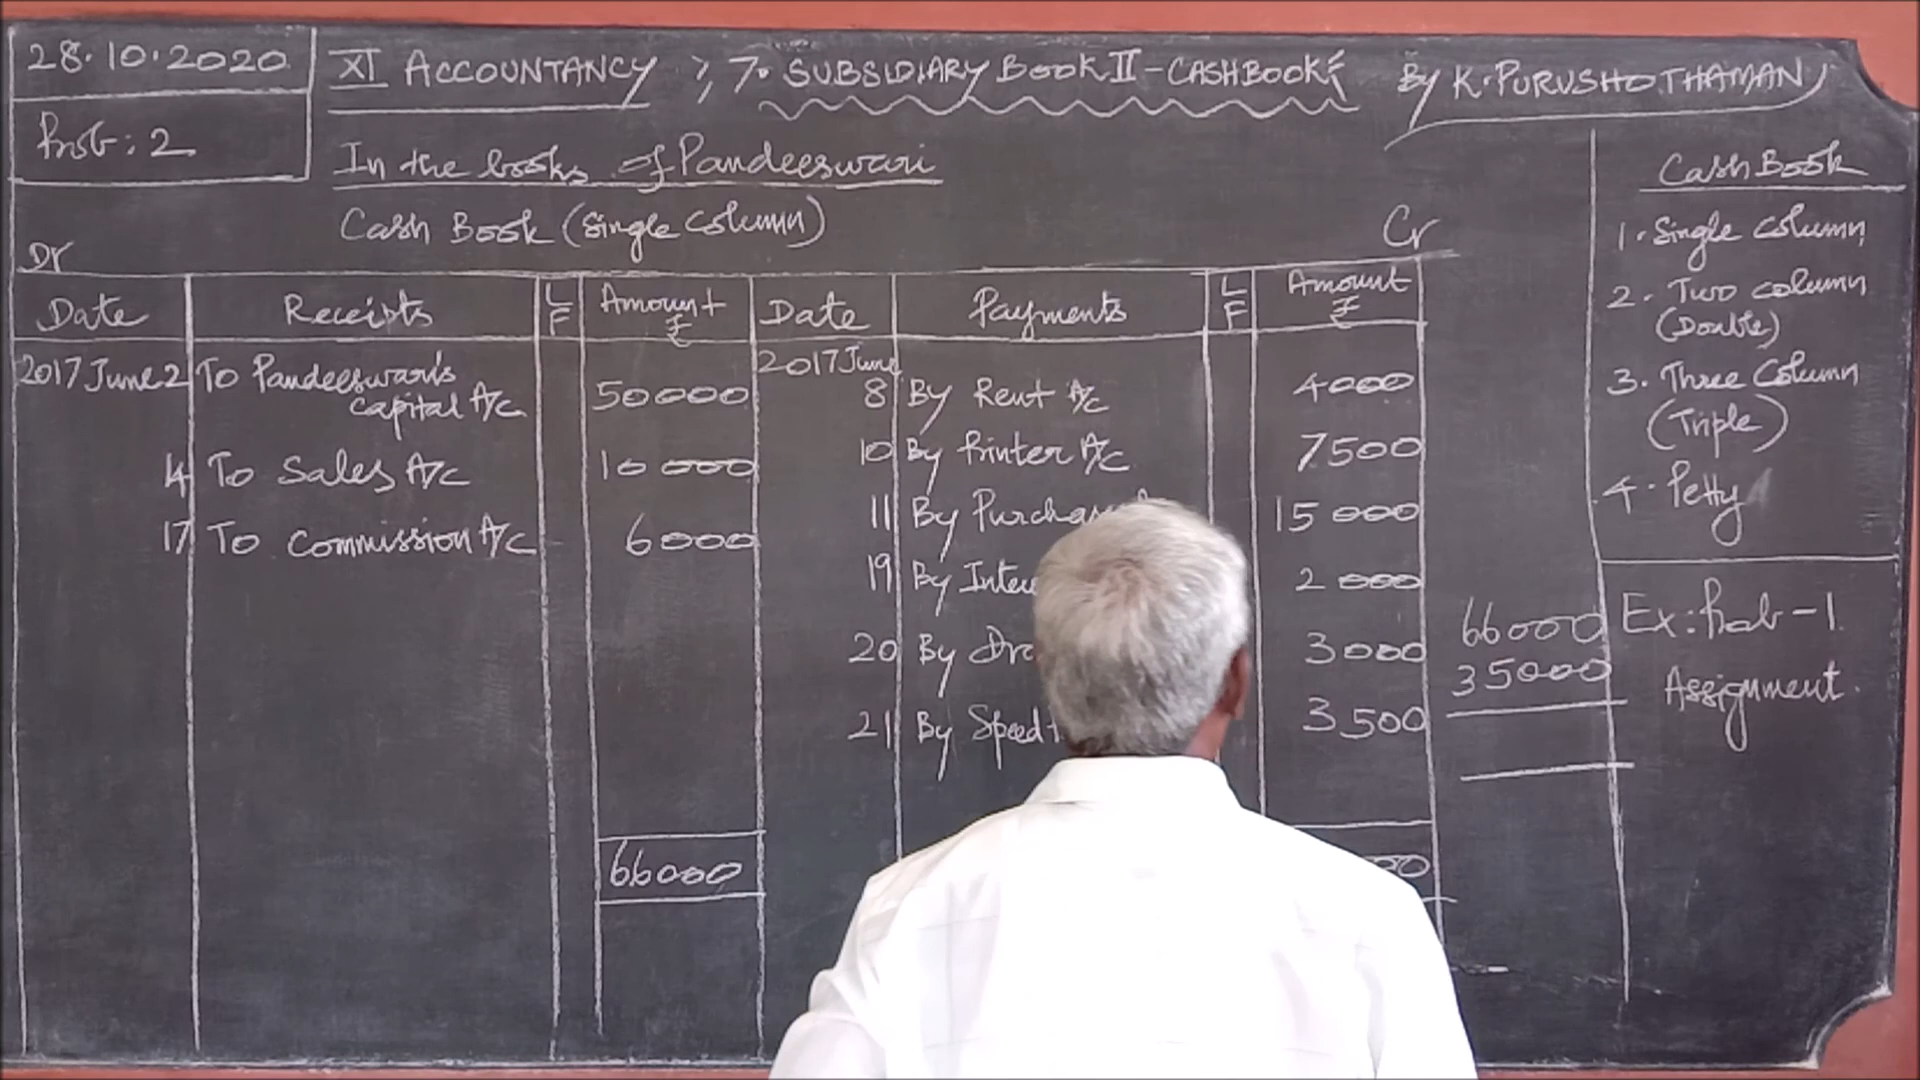 28.10.2020
XI ACCOUNTANCY ; 7. SUBSIDIARY BOOK II - CASHBOOK By K. PURUSHOTHAMAN
Prob: 2
In the books of Pandeeswari
Cash Book (Single Column)
Dr
Cr
Date Receipts L F Amount ₹ Date Payments L F Amount ₹
2017 June 2 To Pandeeswari's capital A/c 50000
14 To Sales A/c 10000
17 To Commission A/c 6000
66000
2017 June
8 By Rent A/c 4000
10 By Printer A/c 7500
11 By 15000
19 By 2000
20 By 3000
21 By Speed 3500
66000
35000
Cash Book
1. Single Column
2. Two column
(Double)
3. Three Column
(Triple)
4. Petty
Ex: Prob-1
Assignment.